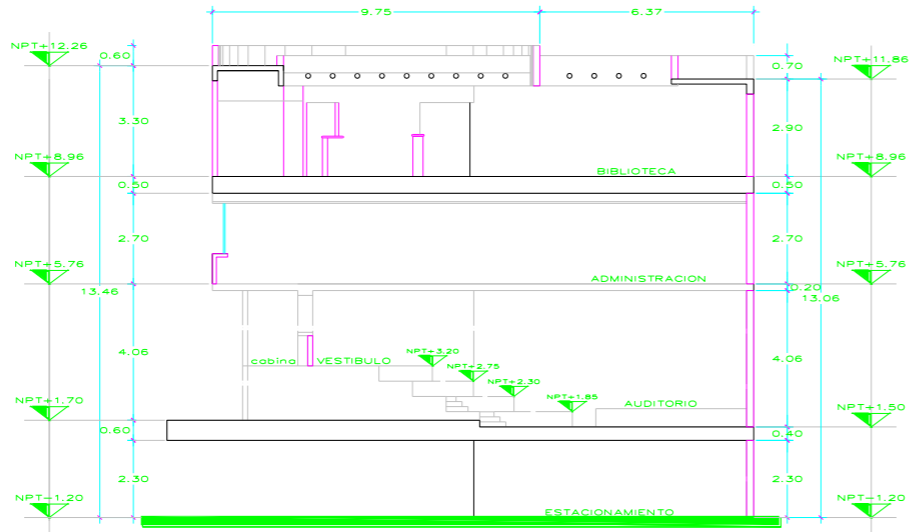 9.75 6.37
NPT+12.26
0.60
NPT+11.86
0.70
3.30
2.90
NPT+8.96
BIBLIOTECA
NPT+8.96
0.50
0.50
2.70
2.70
NPT+5.76
ADMINISTRACION
NPT+5.76
13.46
0.20
13.06
4.06
cabina VESTIBULO
NPT+3.20
NPT+2.75
NPT+2.30
NPT+1.85
4.06
AUDITORIO
NPT+1.70
NPT+1.50
0.60
0.40
2.30
2.30
NPT-1.20
ESTACIONAMIENTO
NPT-1.20